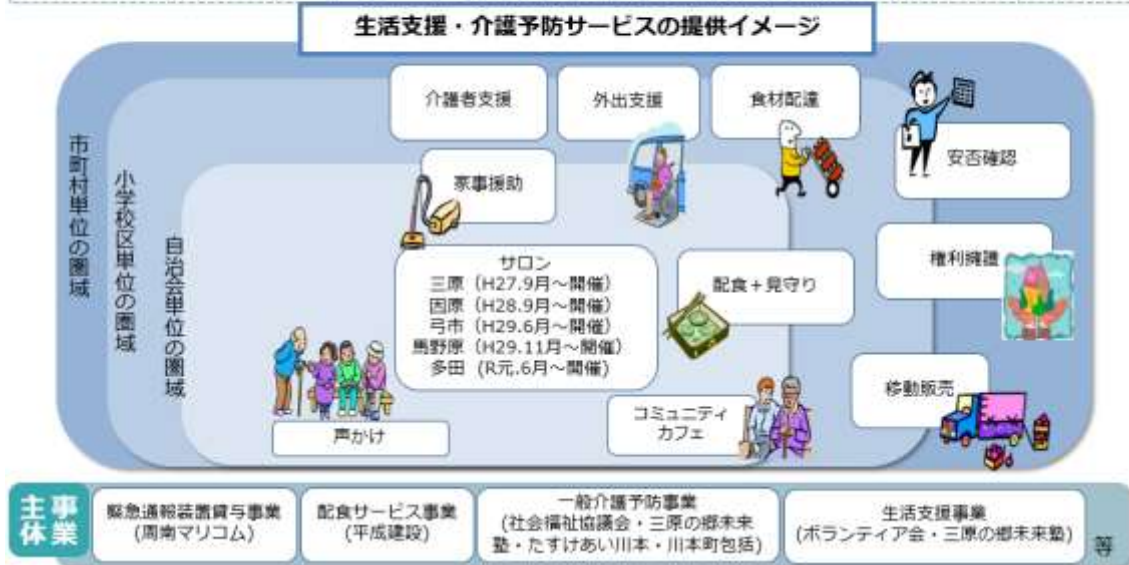 生活支援・介護予防サービスの提供イメージ
市町村単位の圏域
小学校区単位の圏域
自治会単位の圏域
介護者支援
外出支援
食材配達
安否確認
家事援助
権利擁護
サロン
三原（H27.9月～開催）
因原（H28.9月～開催）
弓市（H29.6月～開催）
馬野原（H29.11月～開催）
多田（R元.6月～開催）
配食＋見守り
移動販売
声かけ
コミュニティ
カフェ
事業
主体
緊急通報装置貸与事業
(周南マリコム)
配食サービス事業
(平成建設)
一般介護予防事業
(社会福祉協議会・三原の郷未来
塾・たすけあい川本・川本町包括)
生活支援事業
(ボランティア会・三原の郷未来塾)
等